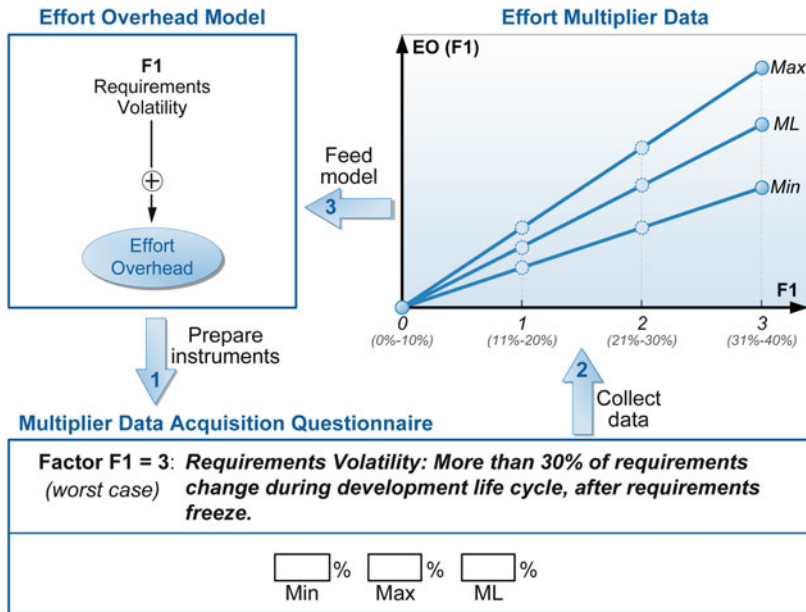 Effort Overhead Model
F1
Requirements
Volatility
+
Effort
Overhead
Feed
model
3
Effort Multiplier Data
EO (F1)
Max
ML
Min
F1
0
1
2
3
(0%-10%)
(11%-20%)
(21%-30%)
(31%-40%)
Prepare
instruments
1
2
Collect
data
Multiplier Data Acquisition Questionnaire
Factor F1 = 3: Requirements Volatility: More than 30% of requirements
(worst case) change during development life cycle, after requirements
freeze.
% % %
Min Max ML